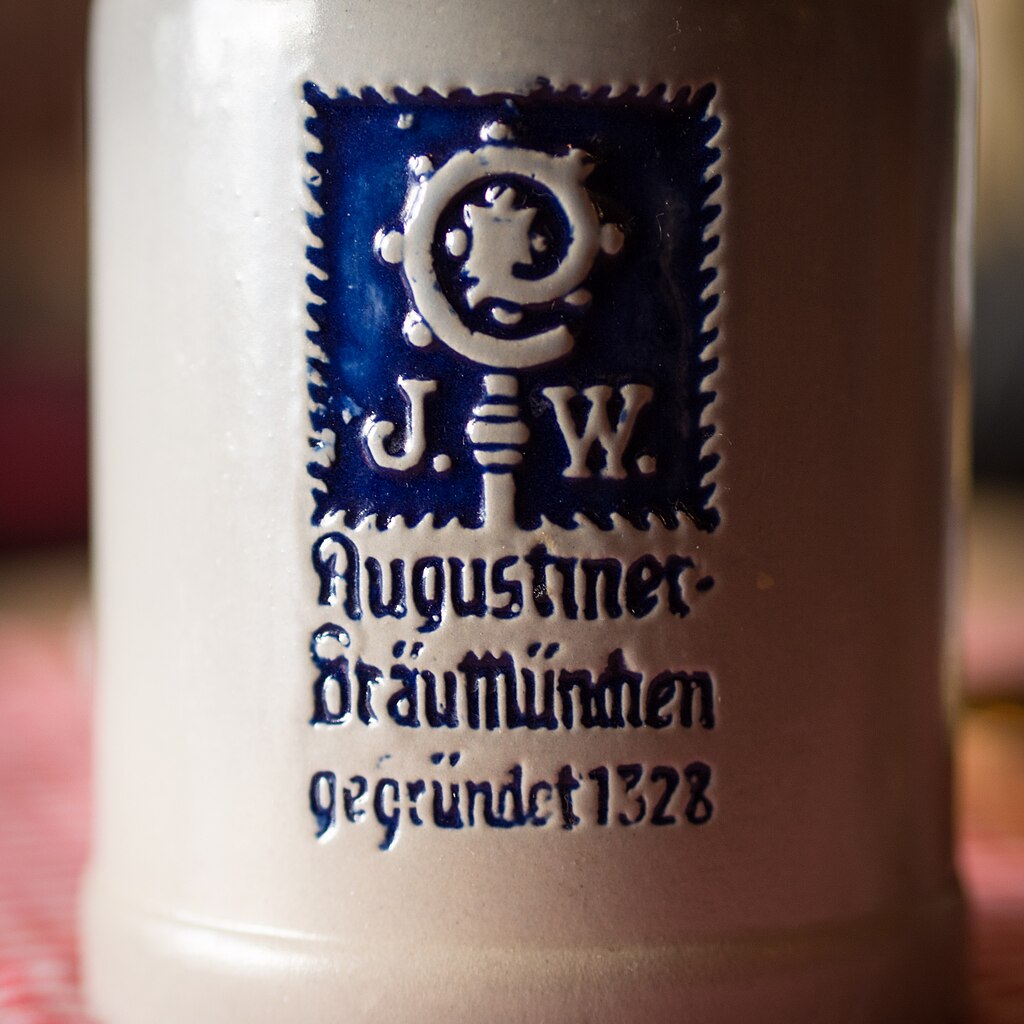 J. W.
Augustiner-
Bräu München
gegründet 1328